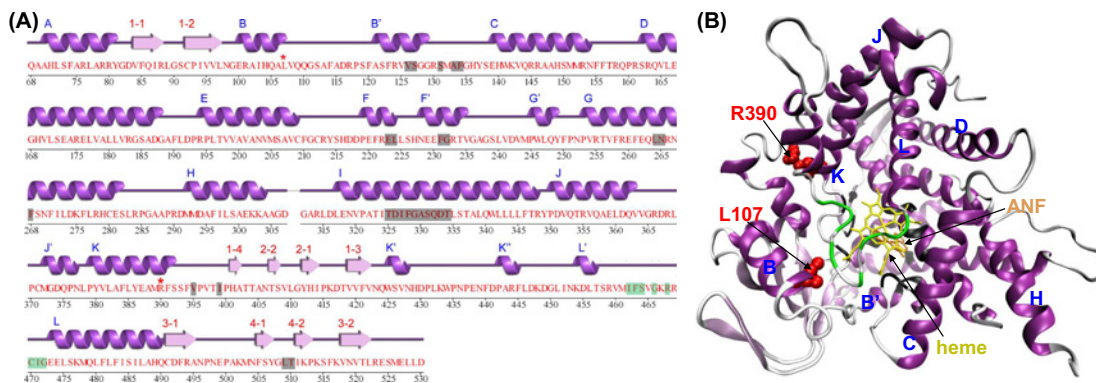 (A)
A 1-1 1-2 B B' C D
*
QAAHLSFARLARRYGDVFQIRLGSCPIVVLNGERAIHQALVQQGSAFADRPSFASFRVVSGGRSMAFGHYSEHWKVQRRAAHSMMRNFFTRQPRSRQVLE
68 75 80 85 90 95 100 105 110 115 120 125 130 135 140 145 150 155 160 165
E F F' G' G
GHVLSEARELVALLVRGSADGAFLDPRPLTVVAVANVMSAVCFGCRYSHDDPEFRELLSHNEEFGRTVGAGSLVDVMPWLQYFPNPVRTVFREFEQLNRN
168 175 180 185 190 195 200 205 210 215 220 225 230 235 240 245 250 255 260 265
H I J
FSNFILDKFLRHCESLRPGAAPRDMMDAFILSAEKKAAGD GARLDLENVPATITDIFGASQDTLSTALQWLLLLFTRYPDVQTRVQAELDQVVGRDRL
268 275 280 285 290 295 300 305 315 320 325 330 335 340 345 350 355 360 365
J' K 1-4 2-2 2-1 1-3 K' K" L'
*
PCMGDQPNLPYVLAFLYEAMRFSSFVPVTIPHATTANTSVLGYHIPKDTVVFVNQWSVNHDPLKWPNPENFDPARFLDKDGLINKDLTSRVMIFSVGKRR
370 375 380 385 390 395 400 405 410 415 420 425 430 435 440 445 450 455 460 465
L 3-1 4-1 4-2 3-2
CIGEELSKMQLFLFISILAHQCDFRANPNEPAKMNFSYGLTIKPKSFKVNVTLRESMELLD
470 475 480 485 490 495 500 505 510 515 520 525 530
(B)
J
R390
D
L
K
ANF
L107
B
B'
H
C
heme